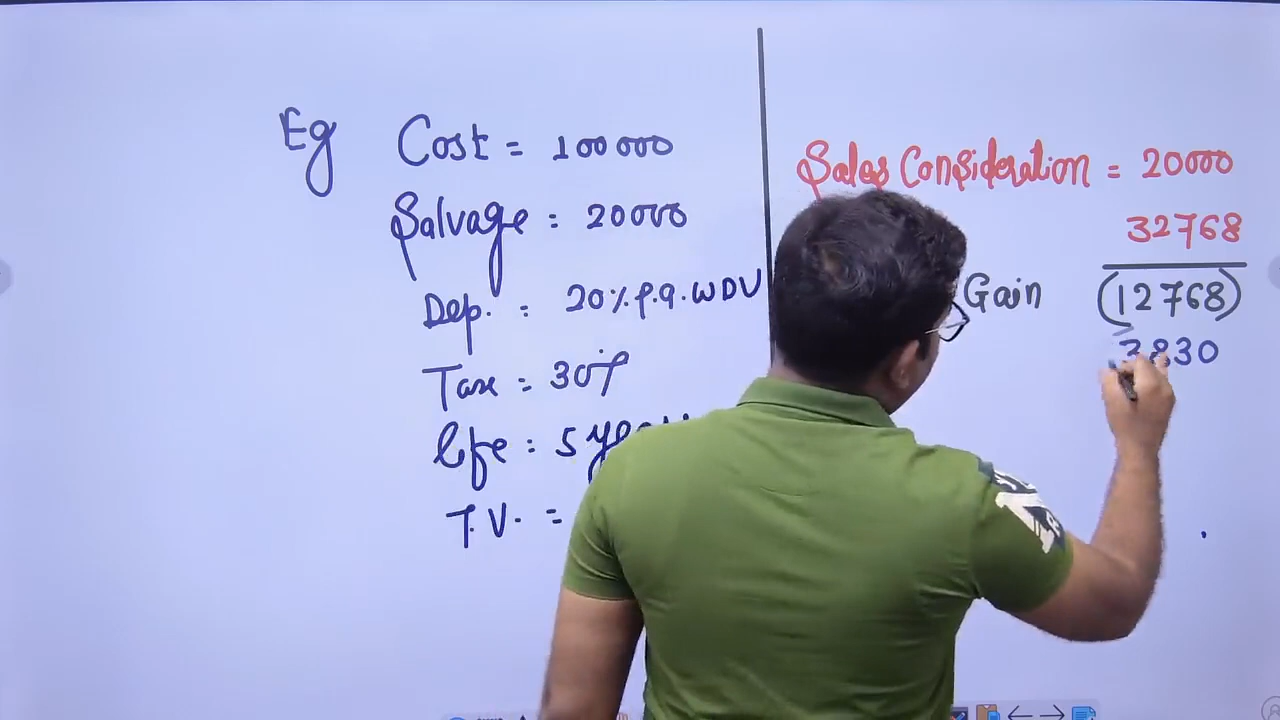 Eg Cost = 100000
Salvage = 20000
Dep. : 20% p.a. WDV
Tax = 30%
life : 5
T.V. =
Sales Consideration = 20000
32768
Gain (12768)
3830